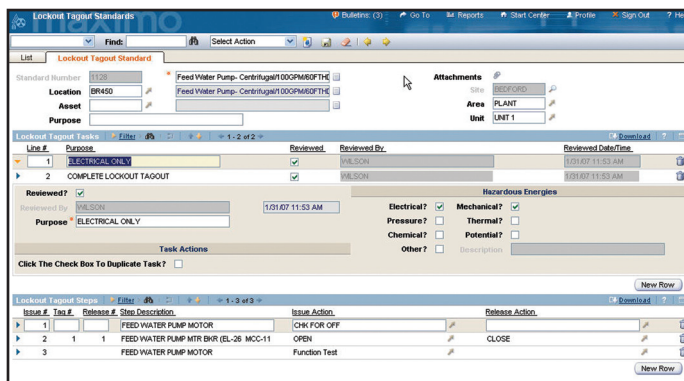 maximo
Lockout Tagout Standards
Bulletins: (3) Go To Reports Start Center Profile Sign Out ? He
Find: Select Action
List Lockout Tagout Standard
Standard Number 1128 * Feed Water Pump- Centrifugal/100GPM/60FTHD Attachments
Location BR450 Feed Water Pump- Centrifugal/100GPM/60FTHD Site BEDFORD
Asset Area PLANT
Purpose Unit UNIT 1
Lockout Tagout Tasks Filter 1 - 2 of 2 Download ?
Line # Purpose Reviewed Reviewed By Reviewed Date/Time
1 ELECTRICAL ONLY WILSON 1/31/07 11:53 AM
2 COMPLETE LOCKOUT TAGOUT WILSON 1/31/07 11:53 AM
Reviewed? Hazardous Energies
Reviewed By WILSON 1/31/07 11:53 AM Electrical? Mechanical?
Purpose * ELECTRICAL ONLY Pressure? Thermal?
Chemical? Potential?
Task Actions Other? Description
Click The Check Box To Duplicate Task?
New Row
Lockout Tagout Steps Filter 1 - 3 of 3 Download ?
Issue # Tag # Release # Step Description Issue Action Release Action
1 FEED WATER PUMP MOTOR CHK FOR OFF
2 1 1 FEED WATER PUMP MTR BKR (EL-26 MCC-11 OPEN CLOSE
3 FEED WATER PUMP MOTOR Function Test
New Row